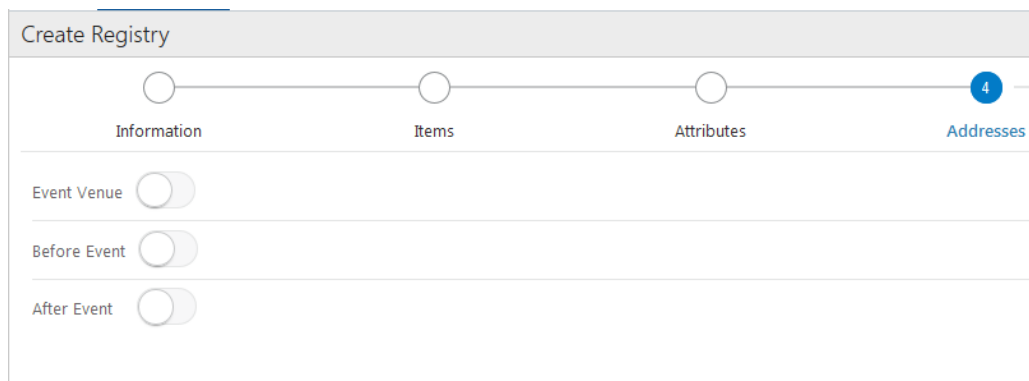 Create Registry
4
Information Items Attributes Addresses
Event Venue
Before Event
After Event